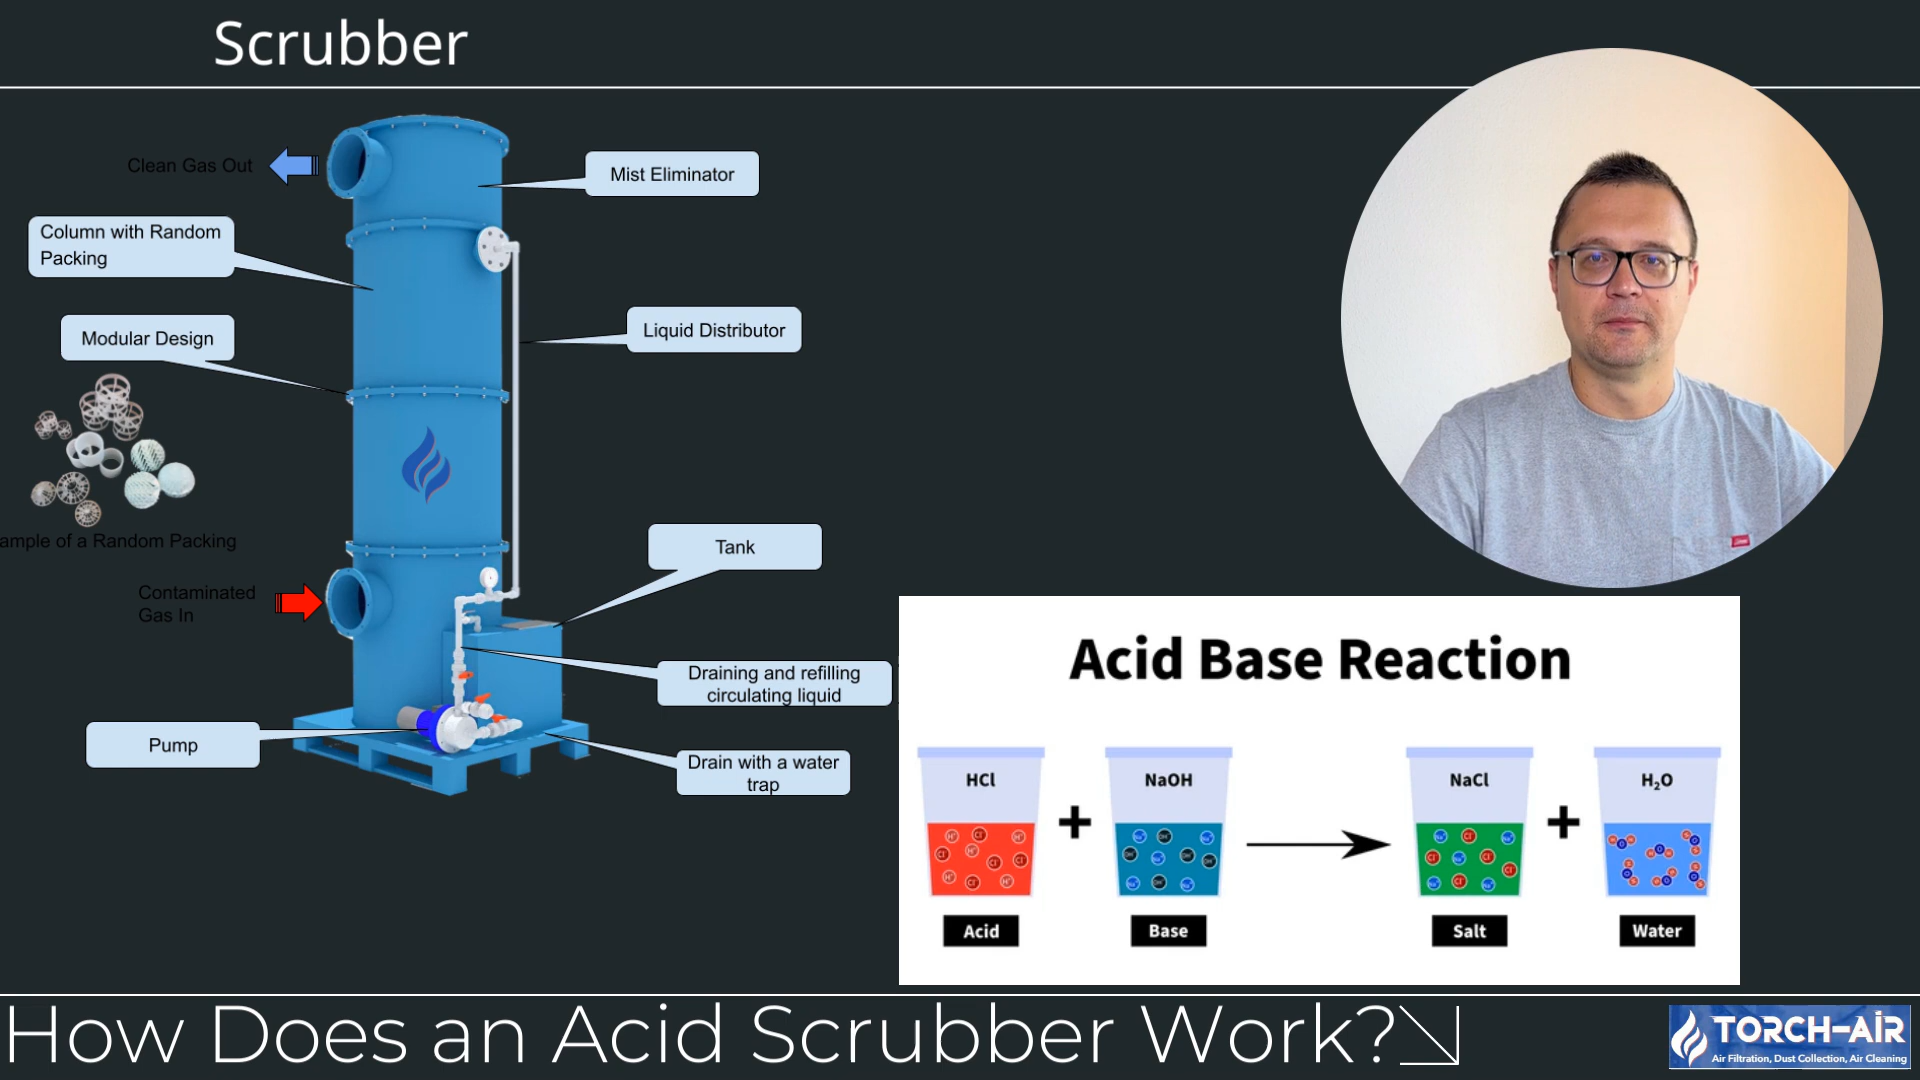 Scrubber
Clean Gas Out
Mist Eliminator
Column with Random
Packing
Liquid Distributor
Modular Design
ample of a Random Packing
Tank
Contaminated
Gas In
Draining and refilling
circulating liquid
Pump
Drain with a water
trap
Acid Base Reaction
HCl
+
NaOH
NaCl
+
H₂O
Acid
Base
Salt
Water
How Does an Acid Scrubber Work?
TORCH-AIR
Air Filtration, Dust Collection, Air Cleaning